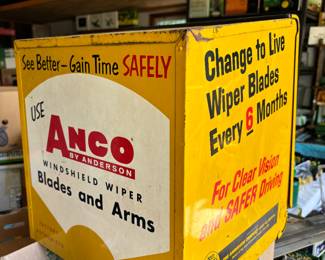 See Better-Gain Time SAFELY
USE
ANCO
BY ANDERSON
WINDSHIELD WIPER
Blades and Arms
Change to Live
Wiper Blades
Every 6 Months
For Clear Vision
and SAFER Driving